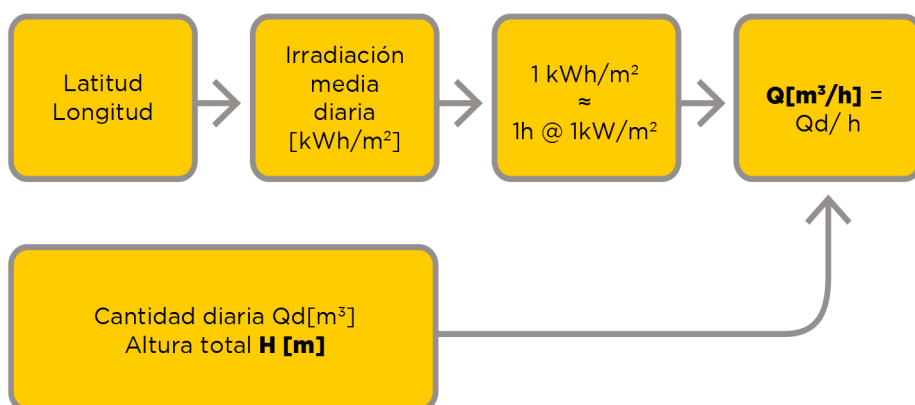 Latitud
Longitud
Irradiación
media
diaria
[kWh/m²]
1 kWh/m²
≈
1h @ 1kW/m²
Q[m³/h] =
Qd/ h
Cantidad diaria Qd[m³]
Altura total H [m]